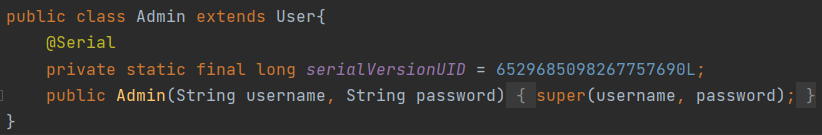 public class Admin extends User{
@Serial
private static final long serialVersionUID = 6529685098267757690L;
public Admin(String username, String password) { super(username, password); }
}